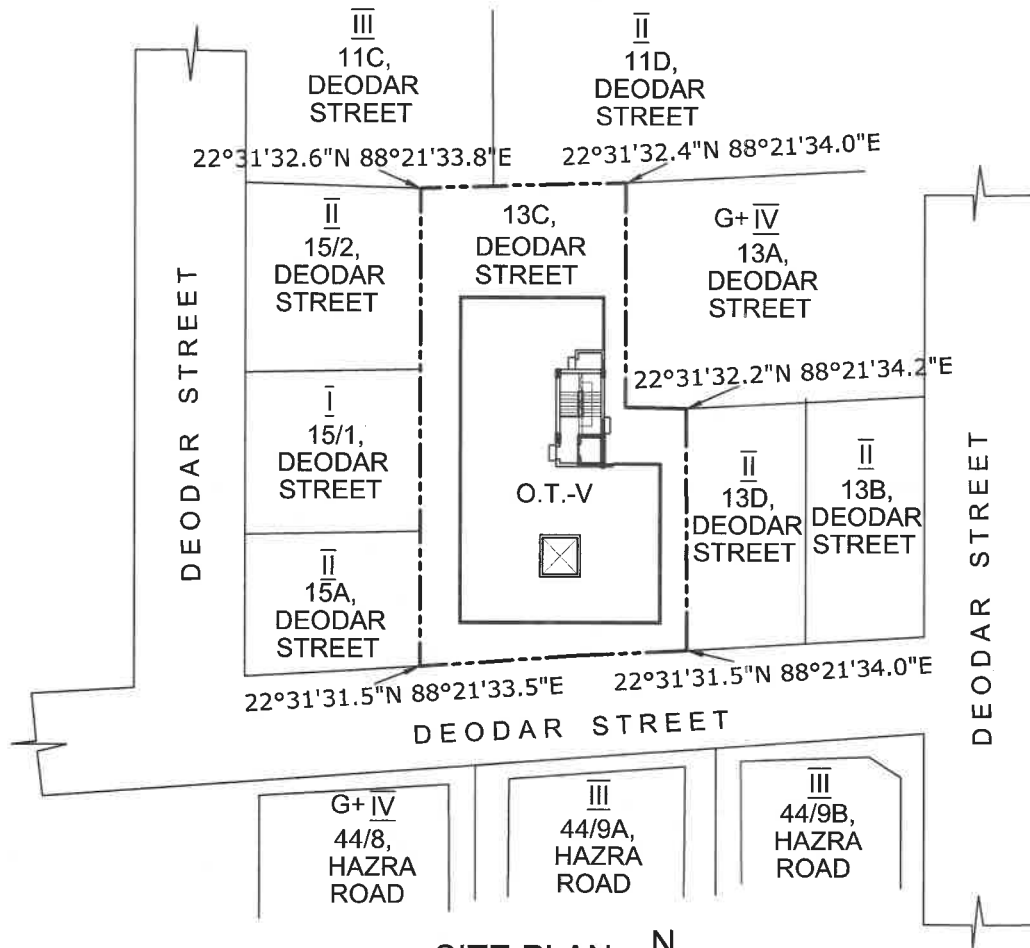 III
11C,
DEODAR
STREET
II
11D,
DEODAR
STREET
22°31'32.6"N 88°21'33.8"E
22°31'32.4"N 88°21'34.0"E
II
15/2,
DEODAR
STREET
13C,
DEODAR
STREET
G+ IV
13A,
DEODAR
STREET
DEODAR STREET
22°31'32.2"N 88°21'34.2"E
I
15/1,
DEODAR
STREET
O.T.-V
II
13D,
DEODAR
STREET
II
13B,
DEODAR
STREET
DEODAR STREET
II
15A,
DEODAR
STREET
22°31'31.5"N 88°21'33.5"E
22°31'31.5"N 88°21'34.0"E
DEODAR STREET
G+ IV
44/8,
HAZRA
ROAD
III
44/9A,
HAZRA
ROAD
III
44/9B,
HAZRA
ROAD
SITE PLAN
N